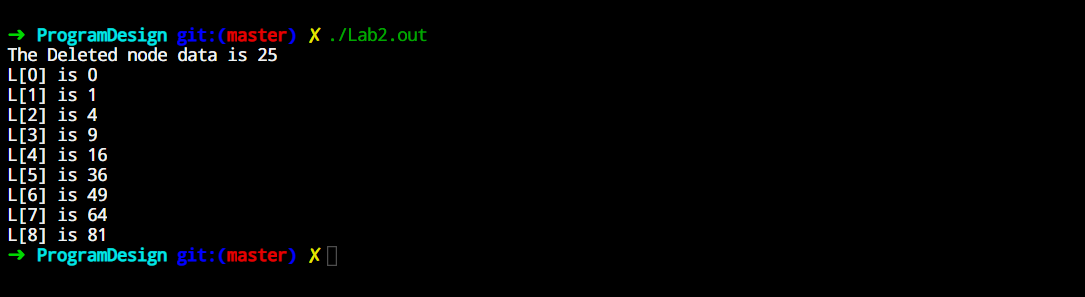 ➜ ProgramDesign git:(master) ✗ ./Lab2.out
The Deleted node data is 25
L[0] is 0
L[1] is 1
L[2] is 4
L[3] is 9
L[4] is 16
L[5] is 36
L[6] is 49
L[7] is 64
L[8] is 81
➜ ProgramDesign git:(master) ✗